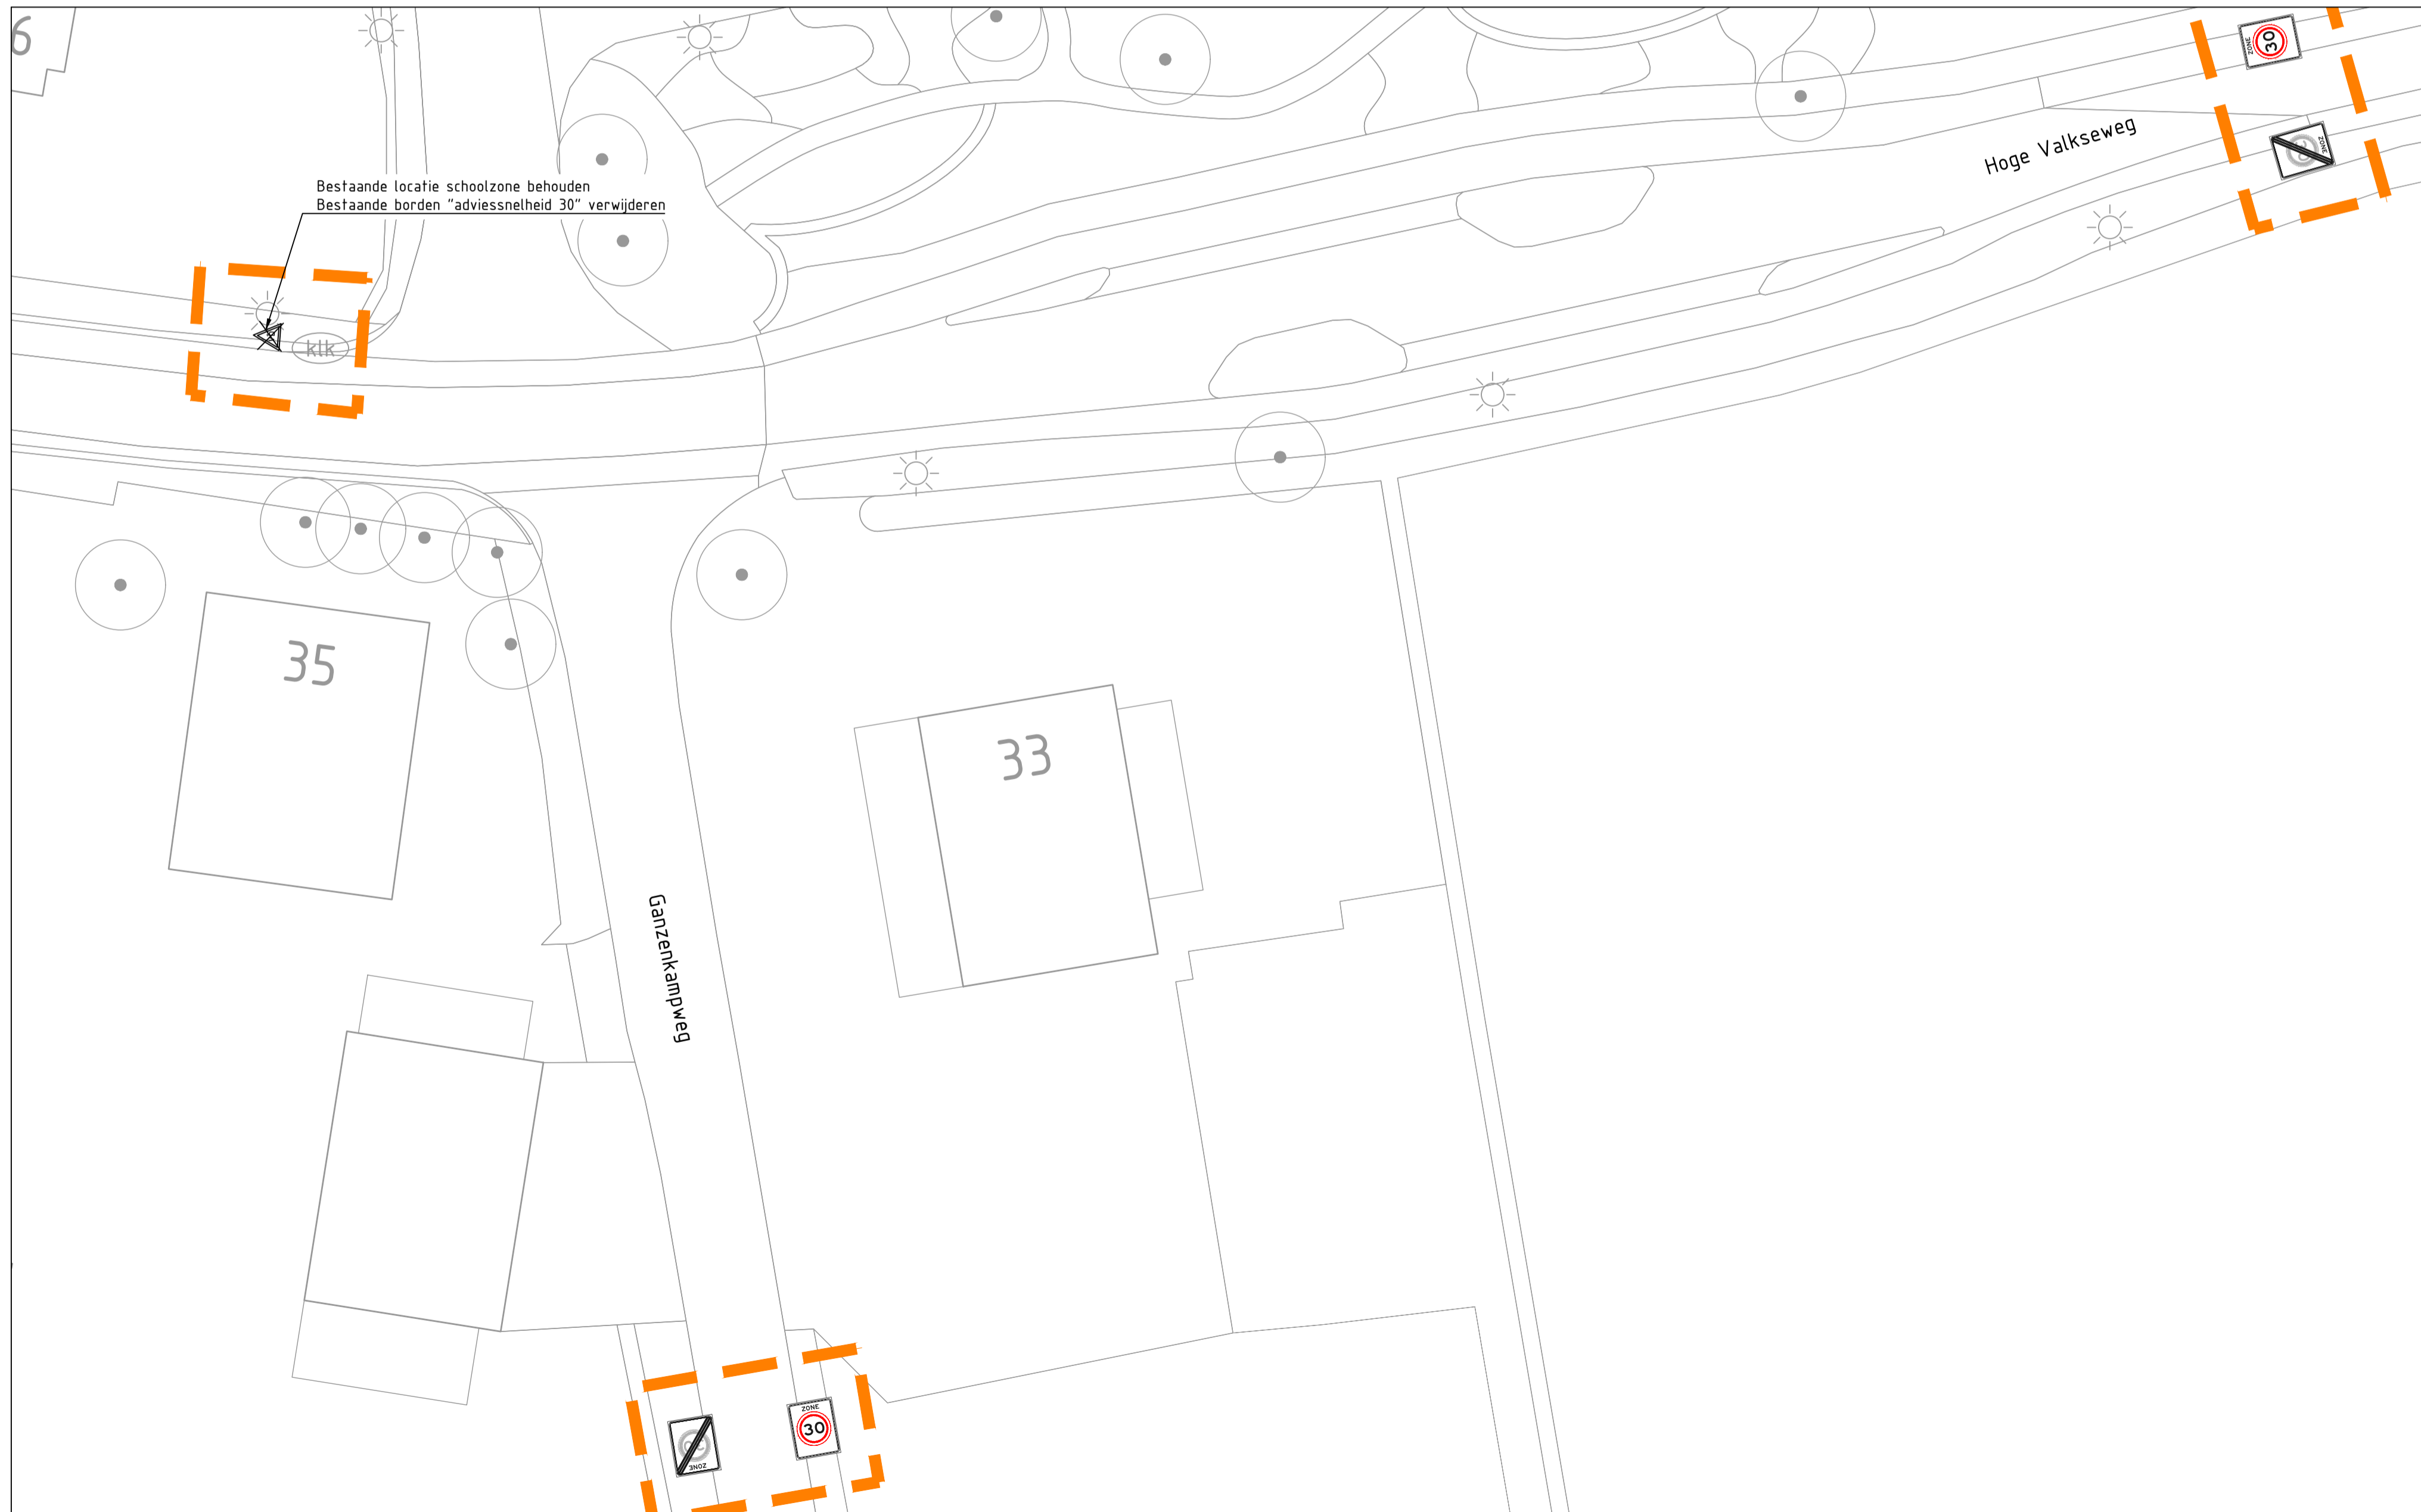 6
ZONE
30
Hoge Valkseweg
ZONE
Bestaande locatie schoolzone behouden
Bestaande borden "adviessnelheid 30" verwijderen
klk
35
33
Ganzenkampweg
ZONE
30
ZONE